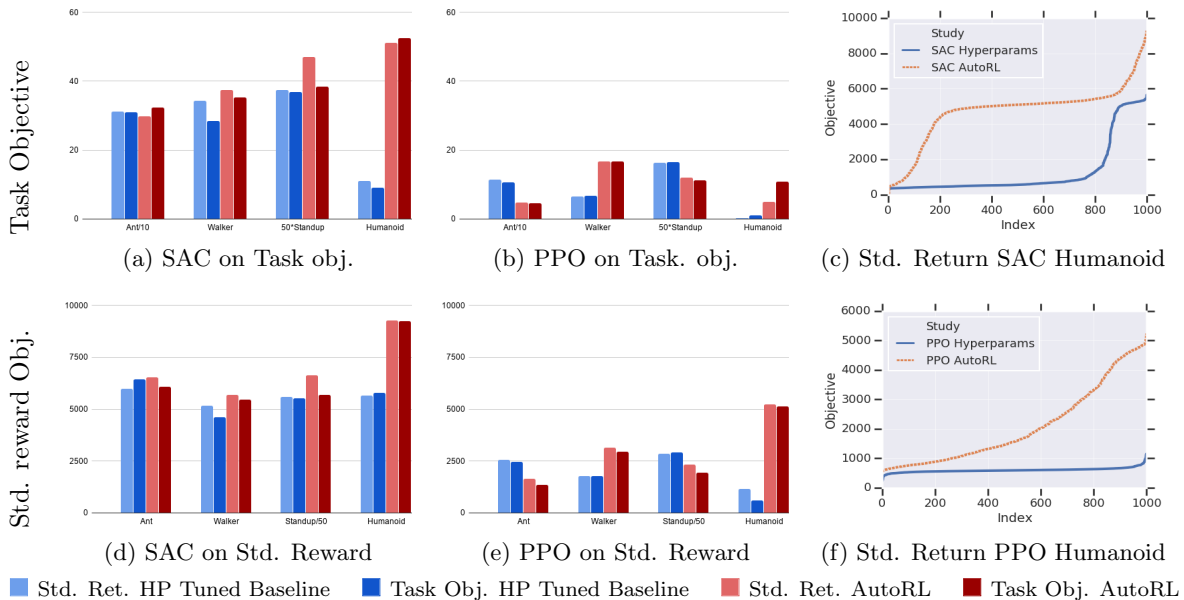 Task Objective
60
40
20
0
Ant/10
Walker
50*Standup
Humanoid
(a) SAC on Task obj.
60
40
20
0
Ant/10
Walker
50*Standup
Humanoid
(b) PPO on Task. obj.
10000
8000
6000
4000
2000
0
Objective
Study
SAC Hyperparams
SAC AutoRL
0 200 400 600 800 1000
Index
(c) Std. Return SAC Humanoid
Std. reward Obj.
10000
7500
5000
2500
0
Ant
Walker
Standup/50
Humanoid
(d) SAC on Std. Reward
10000
7500
5000
2500
0
Ant
Walker
Standup/50
Humanoid
(e) PPO on Std. Reward
6000
5000
4000
3000
2000
1000
0
Objective
Study
PPO Hyperparams
PPO AutoRL
0 200 400 600 800 1000
Index
(f) Std. Return PPO Humanoid
Std. Ret. HP Tuned Baseline
Task Obj. HP Tuned Baseline
Std. Ret. AutoRL
Task Obj. AutoRL